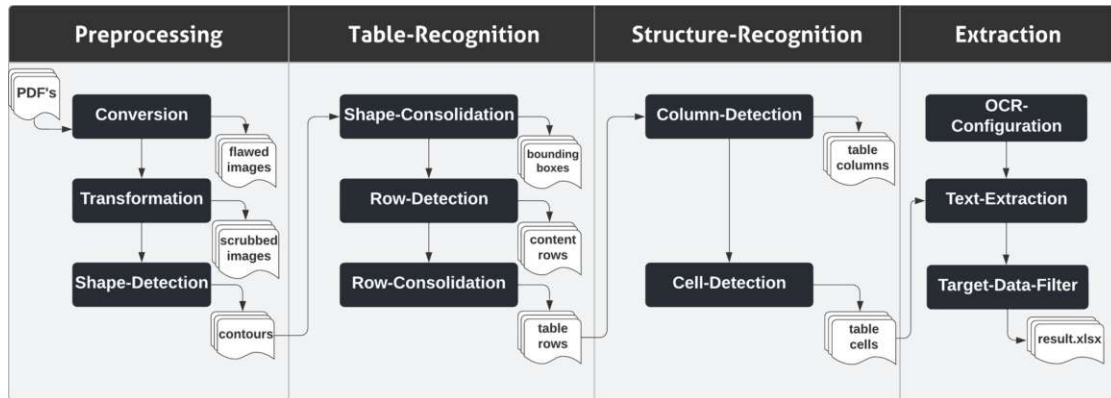 Preprocessing
Table-Recognition
Structure-Recognition
Extraction
PDF's
Conversion
flawed
images
Transformation
scrubbed
images
Shape-Detection
contours
Shape-Consolidation
bounding
boxes
Row-Detection
content
rows
Row-Consolidation
table
rows
Column-Detection
table
columns
Cell-Detection
table
cells
OCR-
Configuration
Text-Extraction
Target-Data-Filter
result.xlsx